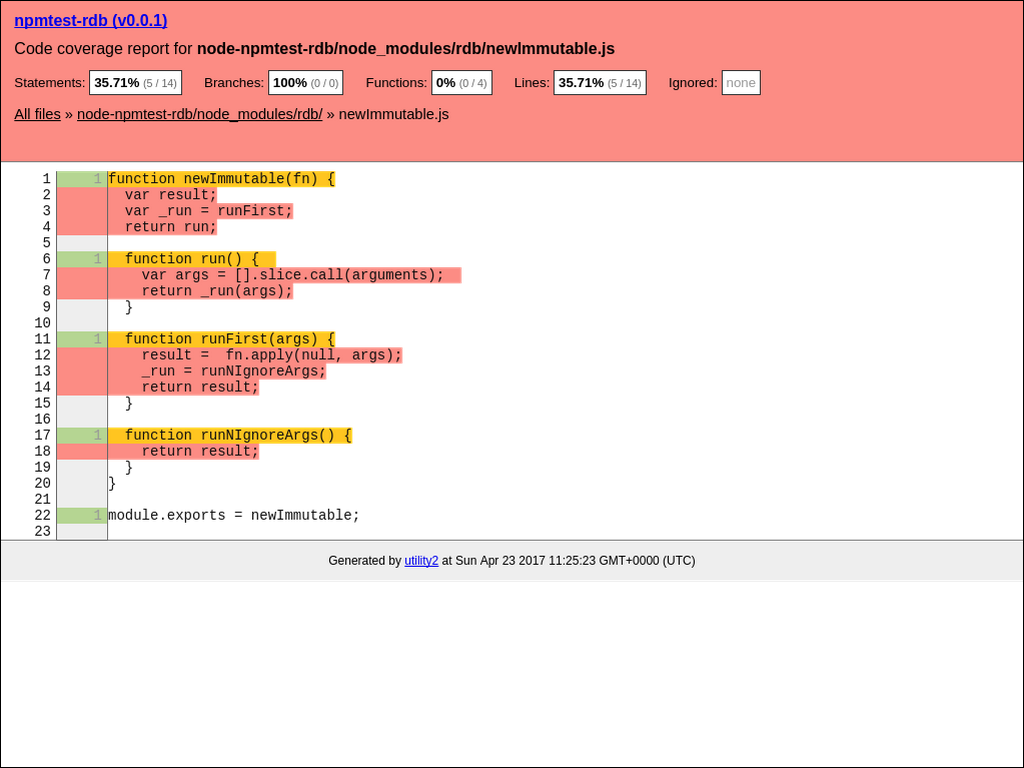 npmtest-rdb (v0.0.1)
Code coverage report for node-npmtest-rdb/node_modules/rdb/newImmutable.js
Statements: 35.71% (5 / 14) Branches: 100% (0 / 0) Functions: 0% (0 / 4) Lines: 35.71% (5 / 14) Ignored: none
All files » node-npmtest-rdb/node_modules/rdb/ » newImmutable.js
1 1 function newImmutable(fn) {
2 var result;
3 var _run = runFirst;
4 return run;
5
6 1 function run() {
7 var args = [].slice.call(arguments);
8 return _run(args);
9 }
10
11 1 function runFirst(args) {
12 result =  fn.apply(null, args);
13 _run = runNIgnoreArgs;
14 return result;
15 }
16
17 1 function runNIgnoreArgs() {
18 return result;
19 }
20 }
21
22 1 module.exports = newImmutable;
23
Generated by utility2 at Sun Apr 23 2017 11:25:23 GMT+0000 (UTC)